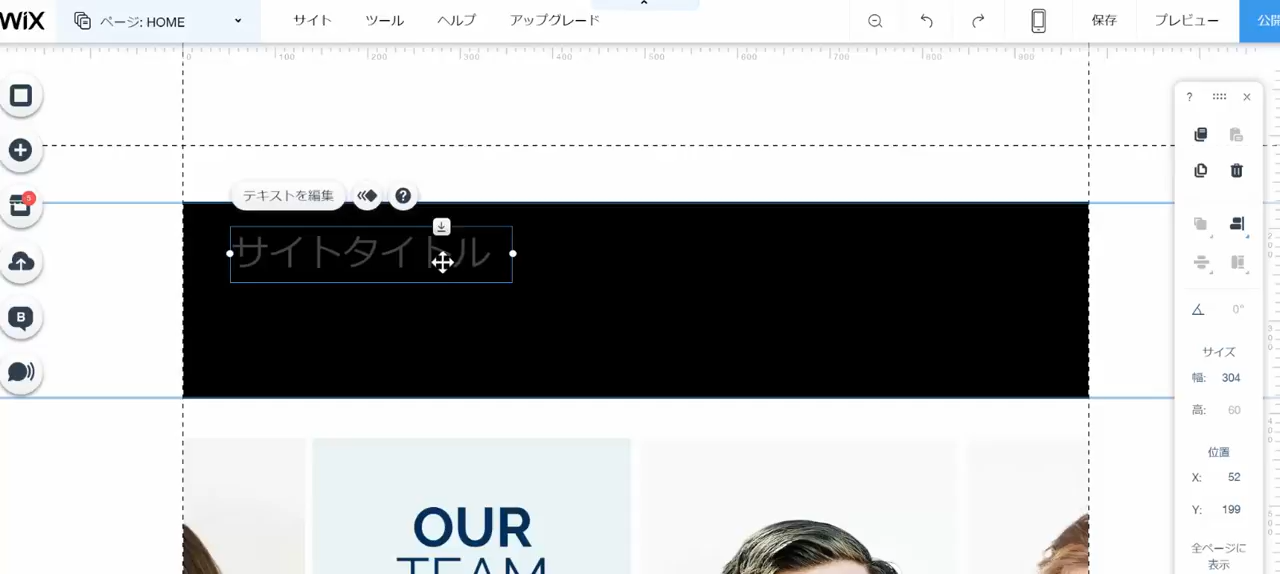 WiX ページ: HOME サイト ツール ヘルプ アップグレード 保存 プレビュー 公開
0 100 200 300 400 500 600 700 800 900
?
5
テキストを編集 ?
サイトタイトル
B
0°
サイズ
幅: 304
高: 60
位置
X: 52
Y: 199
全ページに
表示
OUR
TEAM